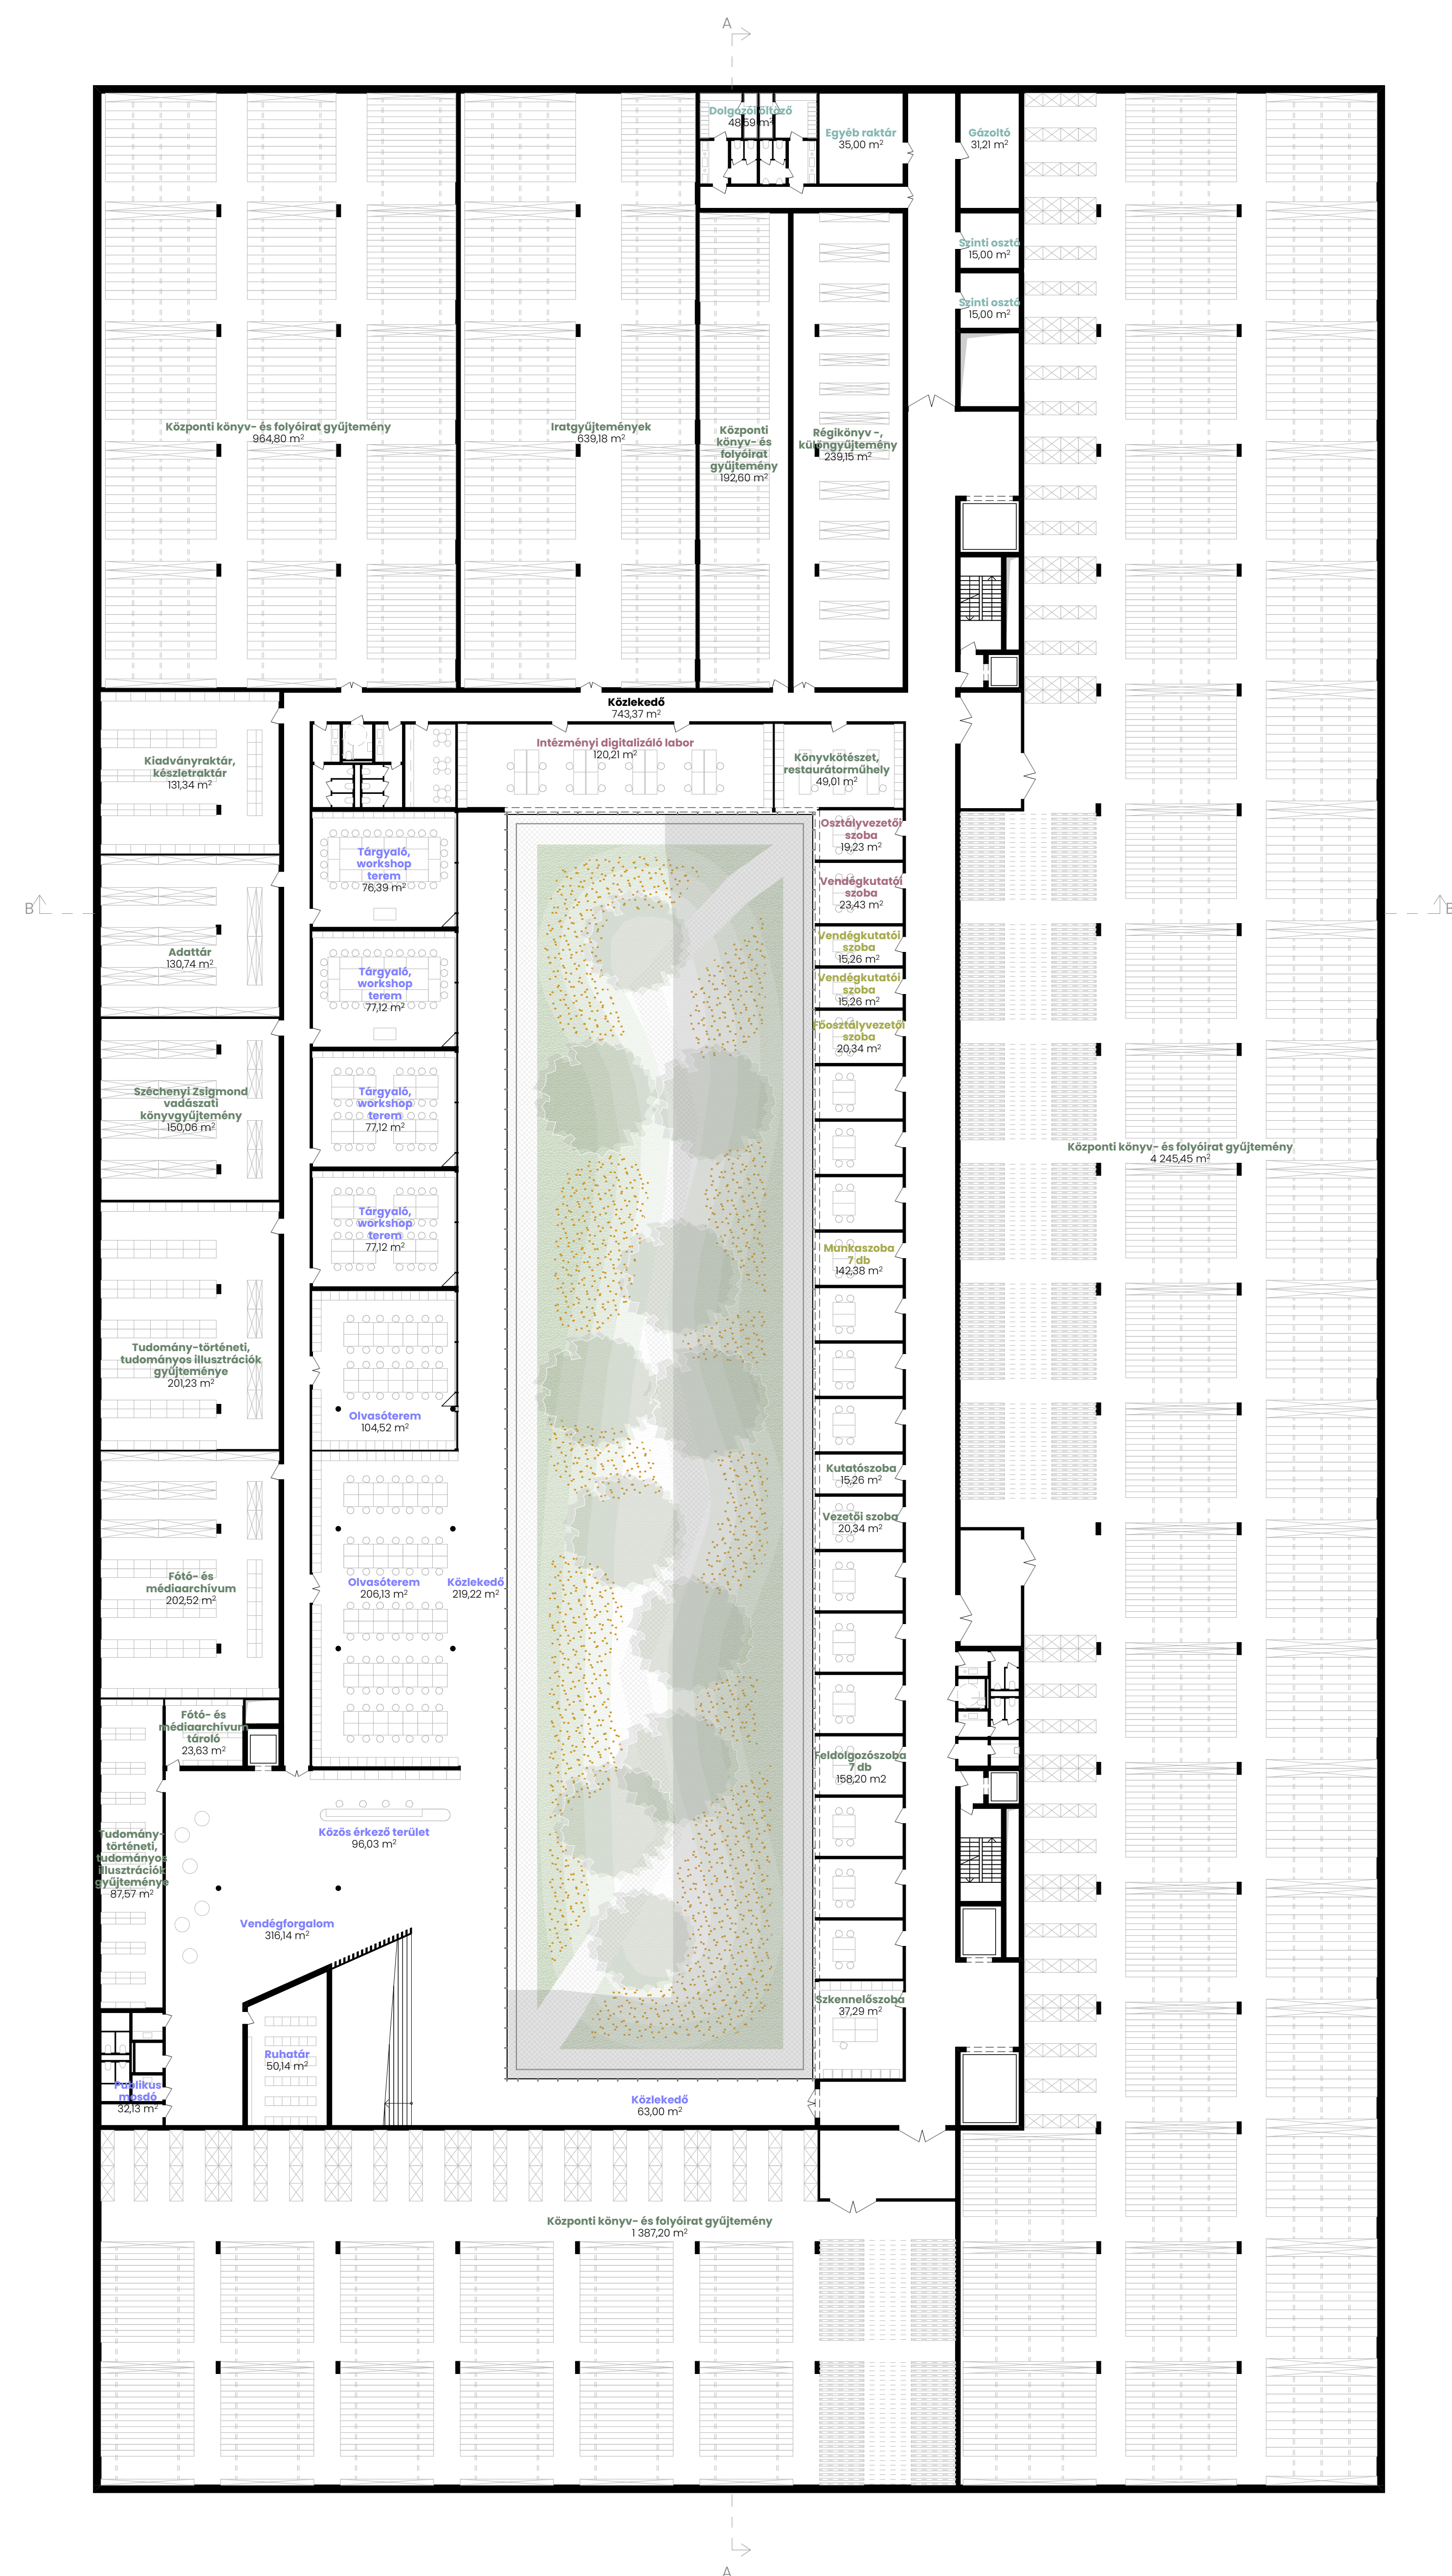 A
Dolgozói öltöző
48,59 m²
Egyéb raktár
35,00 m²
Gázoltó
31,21 m²
Szinti osztó
15,00 m²
Szinti osztó
15,00 m²
Központi könyv- és folyóirat gyűjtemény
964,80 m²
Iratgyűjtemények
639,18 m²
Központi
könyv- és
folyóirat
gyűjtemény
192,60 m²
Régikönyv -,
különgyűjtemény
239,15 m²
Közlekedő
743,37 m²
Intézményi digitalizáló labor
120,21 m²
Könyvkötészet,
restaurátorműhely
49,01 m²
Kiadványraktár,
készletraktár
131,34 m²
Tárgyaló,
workshop
terem
76,39 m²
Osztályvezetői
szoba
19,23 m²
Vendégkutatói
szoba
23,43 m²
B
B
Adattár
130,74 m²
Tárgyaló,
workshop
terem
77,12 m²
Vendégkutatói
szoba
15,26 m²
Vendégkutatói
szoba
15,26 m²
Főosztályvezetői
szoba
20,34 m²
Széchenyi Zsigmond
vadászati
könyvgyűjtemény
150,06 m²
Tárgyaló,
workshop
terem
77,12 m²
Központi könyv- és folyóirat gyűjtemény
4 245,45 m²
Tárgyaló,
workshop
terem
77,12 m²
Munkaszoba
7 db
142,38 m²
Tudomány-történeti,
tudományos illusztrációk
gyűjteménye
201,23 m²
Olvasóterem
104,52 m²
Kutatószoba
15,26 m²
Vezetői szoba
20,34 m²
Fótó- és
médiaarchívum
202,52 m²
Olvasóterem
206,13 m²
Közlekedő
219,22 m²
Fótó- és
médiaarchívum
tároló
23,63 m²
Feldolgozószoba
7 db
158,20 m2
Közös érkező terület
96,03 m²
Tudomány-
történeti,
tudományos
illusztrációk
gyűjteménye
87,57 m²
Vendégforgalom
316,14 m²
Szkennelőszoba
37,29 m²
Ruhatár
50,14 m²
Publikus
mosdó
32,13 m²
Közlekedő
63,00 m²
Központi könyv- és folyóirat gyűjtemény
1 387,20 m²
A